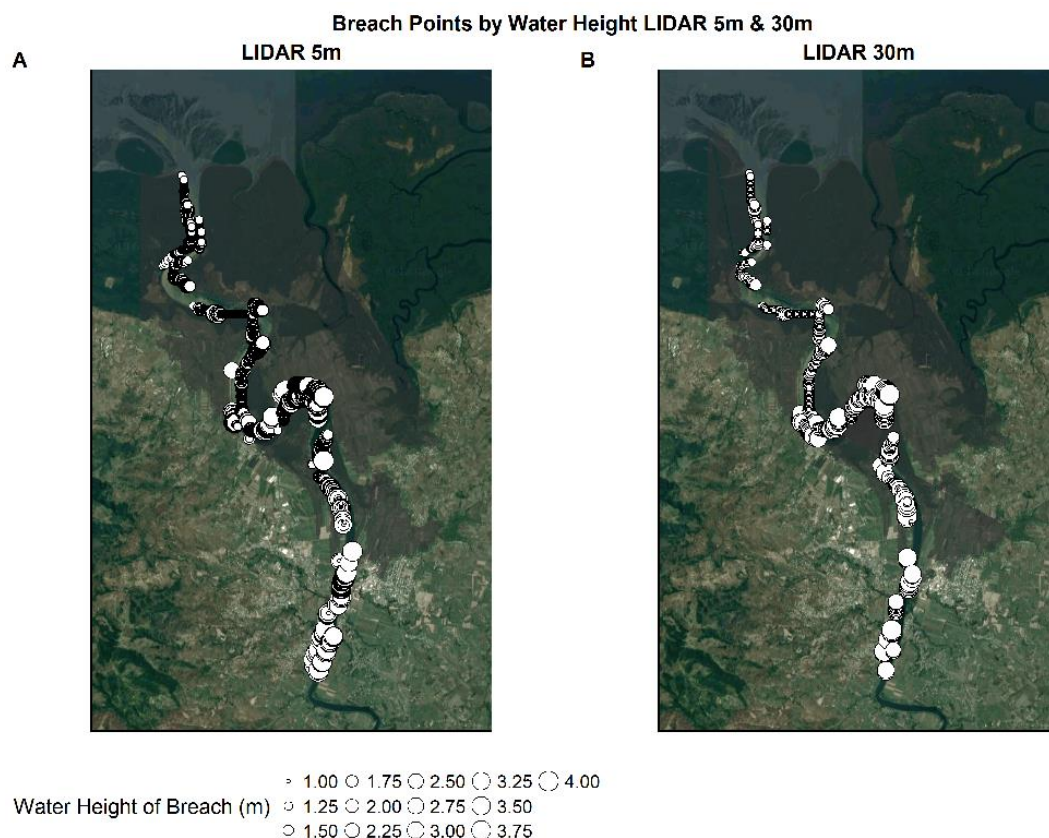 Breach Points by Water Height LIDAR 5m & 30m
A
LIDAR 5m
B
LIDAR 30m
Water Height of Breach (m)
1.00 1.75 2.50 3.25 4.00
1.25 2.00 2.75 3.50
1.50 2.25 3.00 3.75